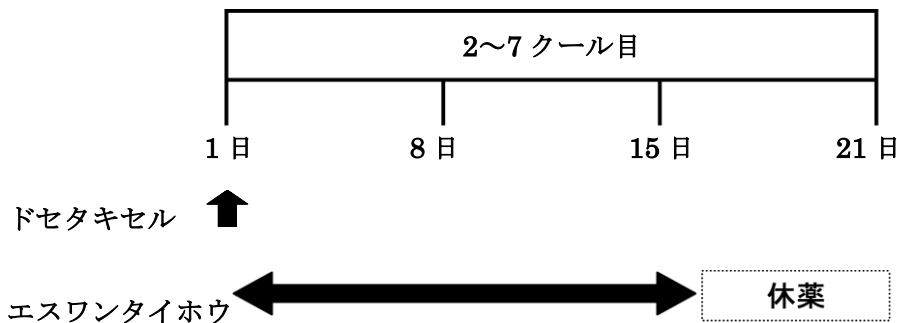 2～7 クール目
1 日 8 日 15 日 21 日
ドセタキセル
エスワンタイホウ 休薬